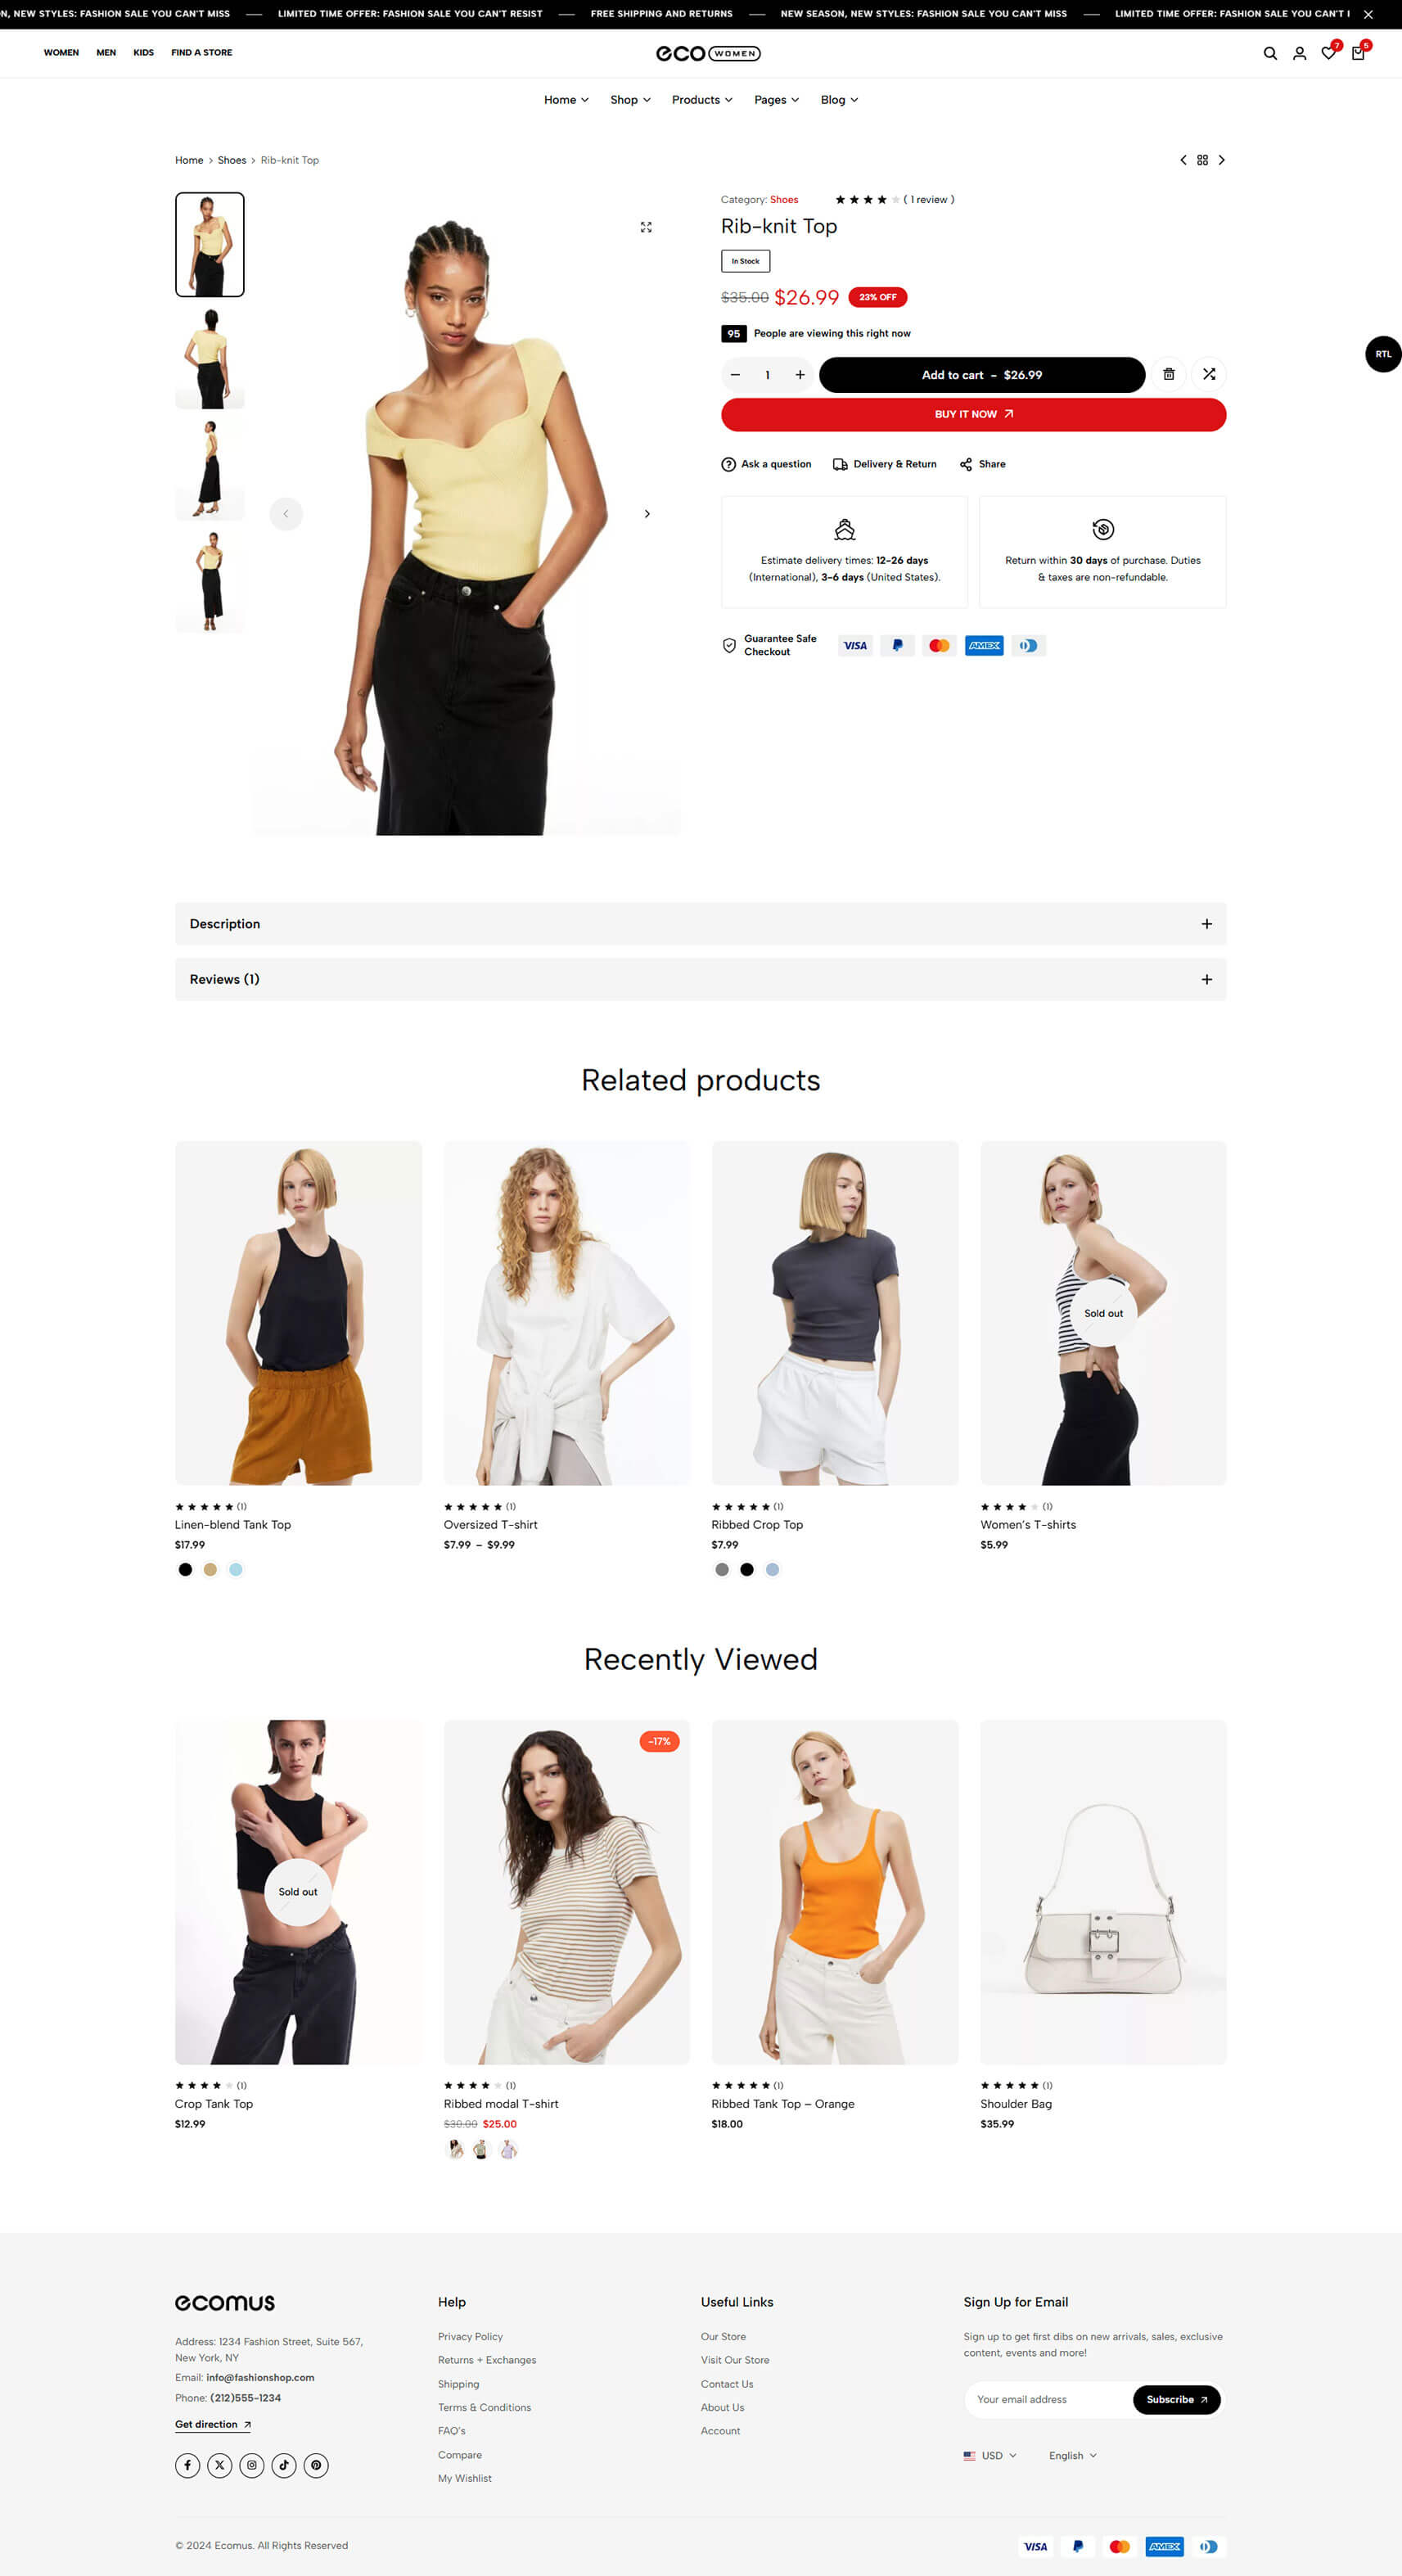 N, NEW STYLES: FASHION SALE YOU CAN'T MISS — LIMITED TIME OFFER: FASHION SALE YOU CAN'T RESIST — FREE SHIPPING AND RETURNS — NEW SEASON, NEW STYLES: FASHION SALE YOU CAN'T MISS — LIMITED TIME OFFER: FASHION SALE YOU CAN'T
WOMEN MEN KIDS FIND A STORE
eco WOMEN
7 5
Home Shop Products Pages Blog
Home > Shoes > Rib-knit Top
Category: Shoes ( 1 review )
Rib-knit Top
In Stock
$35.00 $26.99 23% OFF
95 People are viewing this right now
RTL
− 1 + Add to cart - $26.99
BUY IT NOW
Ask a question Delivery & Return Share
Estimate delivery times: 12-26 days
(International), 3-6 days (United States).
Return within 30 days of purchase. Duties
& taxes are non-refundable.
Guarantee Safe
Checkout
VISA AMEX
Description
Reviews (1)
Related products
Sold out
(1) (1) (1) (1)
Linen-blend Tank Top Oversized T-shirt Ribbed Crop Top Women's T-shirts
$17.99 $7.99 – $9.99 $7.99 $5.99
Recently Viewed
-17%
Sold out
(1) (1) (1) (1)
Crop Tank Top Ribbed modal T-shirt Ribbed Tank Top – Orange Shoulder Bag
$12.99 $30.00 $25.00 $18.00 $35.99
ecomus
Address: 1234 Fashion Street, Suite 567,
New York, NY
Email: info@fashionshop.com
Phone: (212)555-1234
Get direction
Help
Privacy Policy
Returns + Exchanges
Shipping
Terms & Conditions
FAQ's
Compare
My Wishlist
Useful Links
Our Store
Visit Our Store
Contact Us
About Us
Account
Sign Up for Email
Sign up to get first dibs on new arrivals, sales, exclusive
content, events and more!
Your email address Subscribe
USD English
© 2024 Ecomus. All Rights Reserved
VISA AMEX